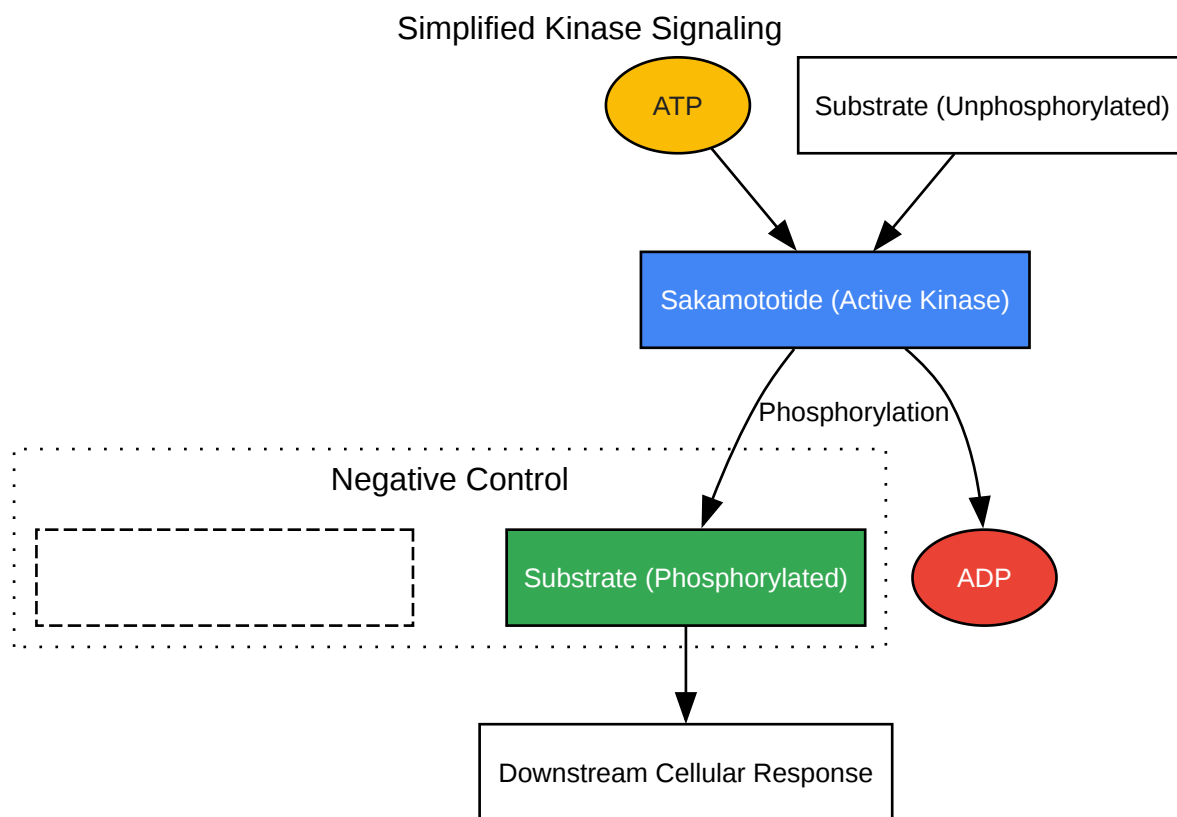 Simplified Kinase Signaling
ATP
Substrate (Unphosphorylated)
Sakamototide (Active Kinase)
Phosphorylation
Negative Control
Substrate (Phosphorylated)
ADP
Downstream Cellular Response